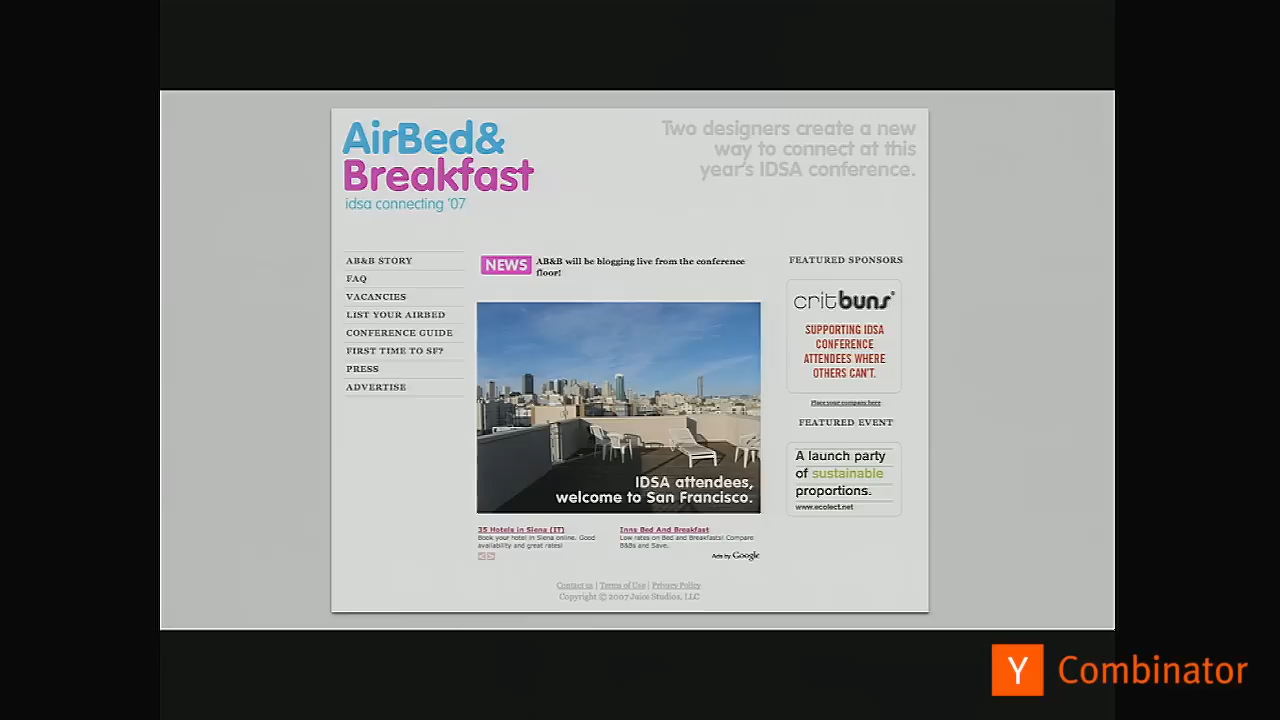 AirBed&
Breakfast
idsa connecting '07
Two designers create a new
way to connect at this
year's IDSA conference.
AB&B STORY
FAQ
VACANCIES
LIST YOUR AIRBED
CONFERENCE GUIDE
FIRST TIME TO SF?
PRESS
ADVERTISE
NEWS
AB&B will be blogging live from the conference
floor!
IDSA attendees,
welcome to San Francisco.
35 Hotels in Siena (IT)
Book your hotel in Siena online. Good
availability and great rates!
Inns Bed And Breakfast
Low rates on Bed and Breakfasts! Compare
B&Bs and Save.
Ads by Google
FEATURED SPONSORS
critbuns®
SUPPORTING IDSA
CONFERENCE
ATTENDEES WHERE
OTHERS CAN'T.
Place your company here
FEATURED EVENT
A launch party
of sustainable
proportions.
www.ecolect.net
Contact us | Terms of Use | Privacy Policy
Copyright © 2007 Juice Studios, LLC
Y Combinator